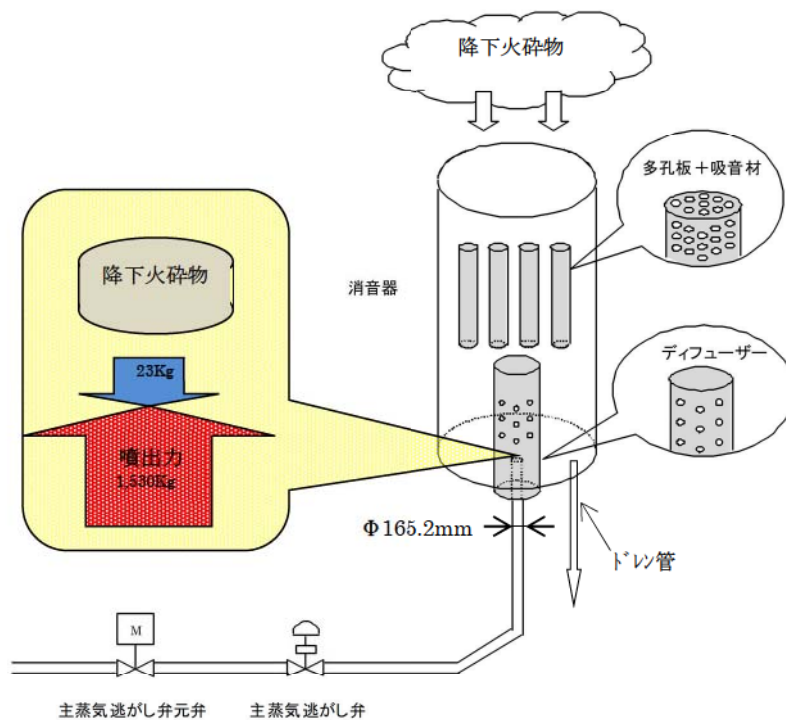 降下火砕物
多孔板＋吸音材
降下火砕物
消音器
23Kg
ディフューザー
噴出力
1,530Kg
Φ165.2mm
ﾄﾞﾚﾝ管
M
主蒸気逃がし弁元弁
主蒸気逃がし弁